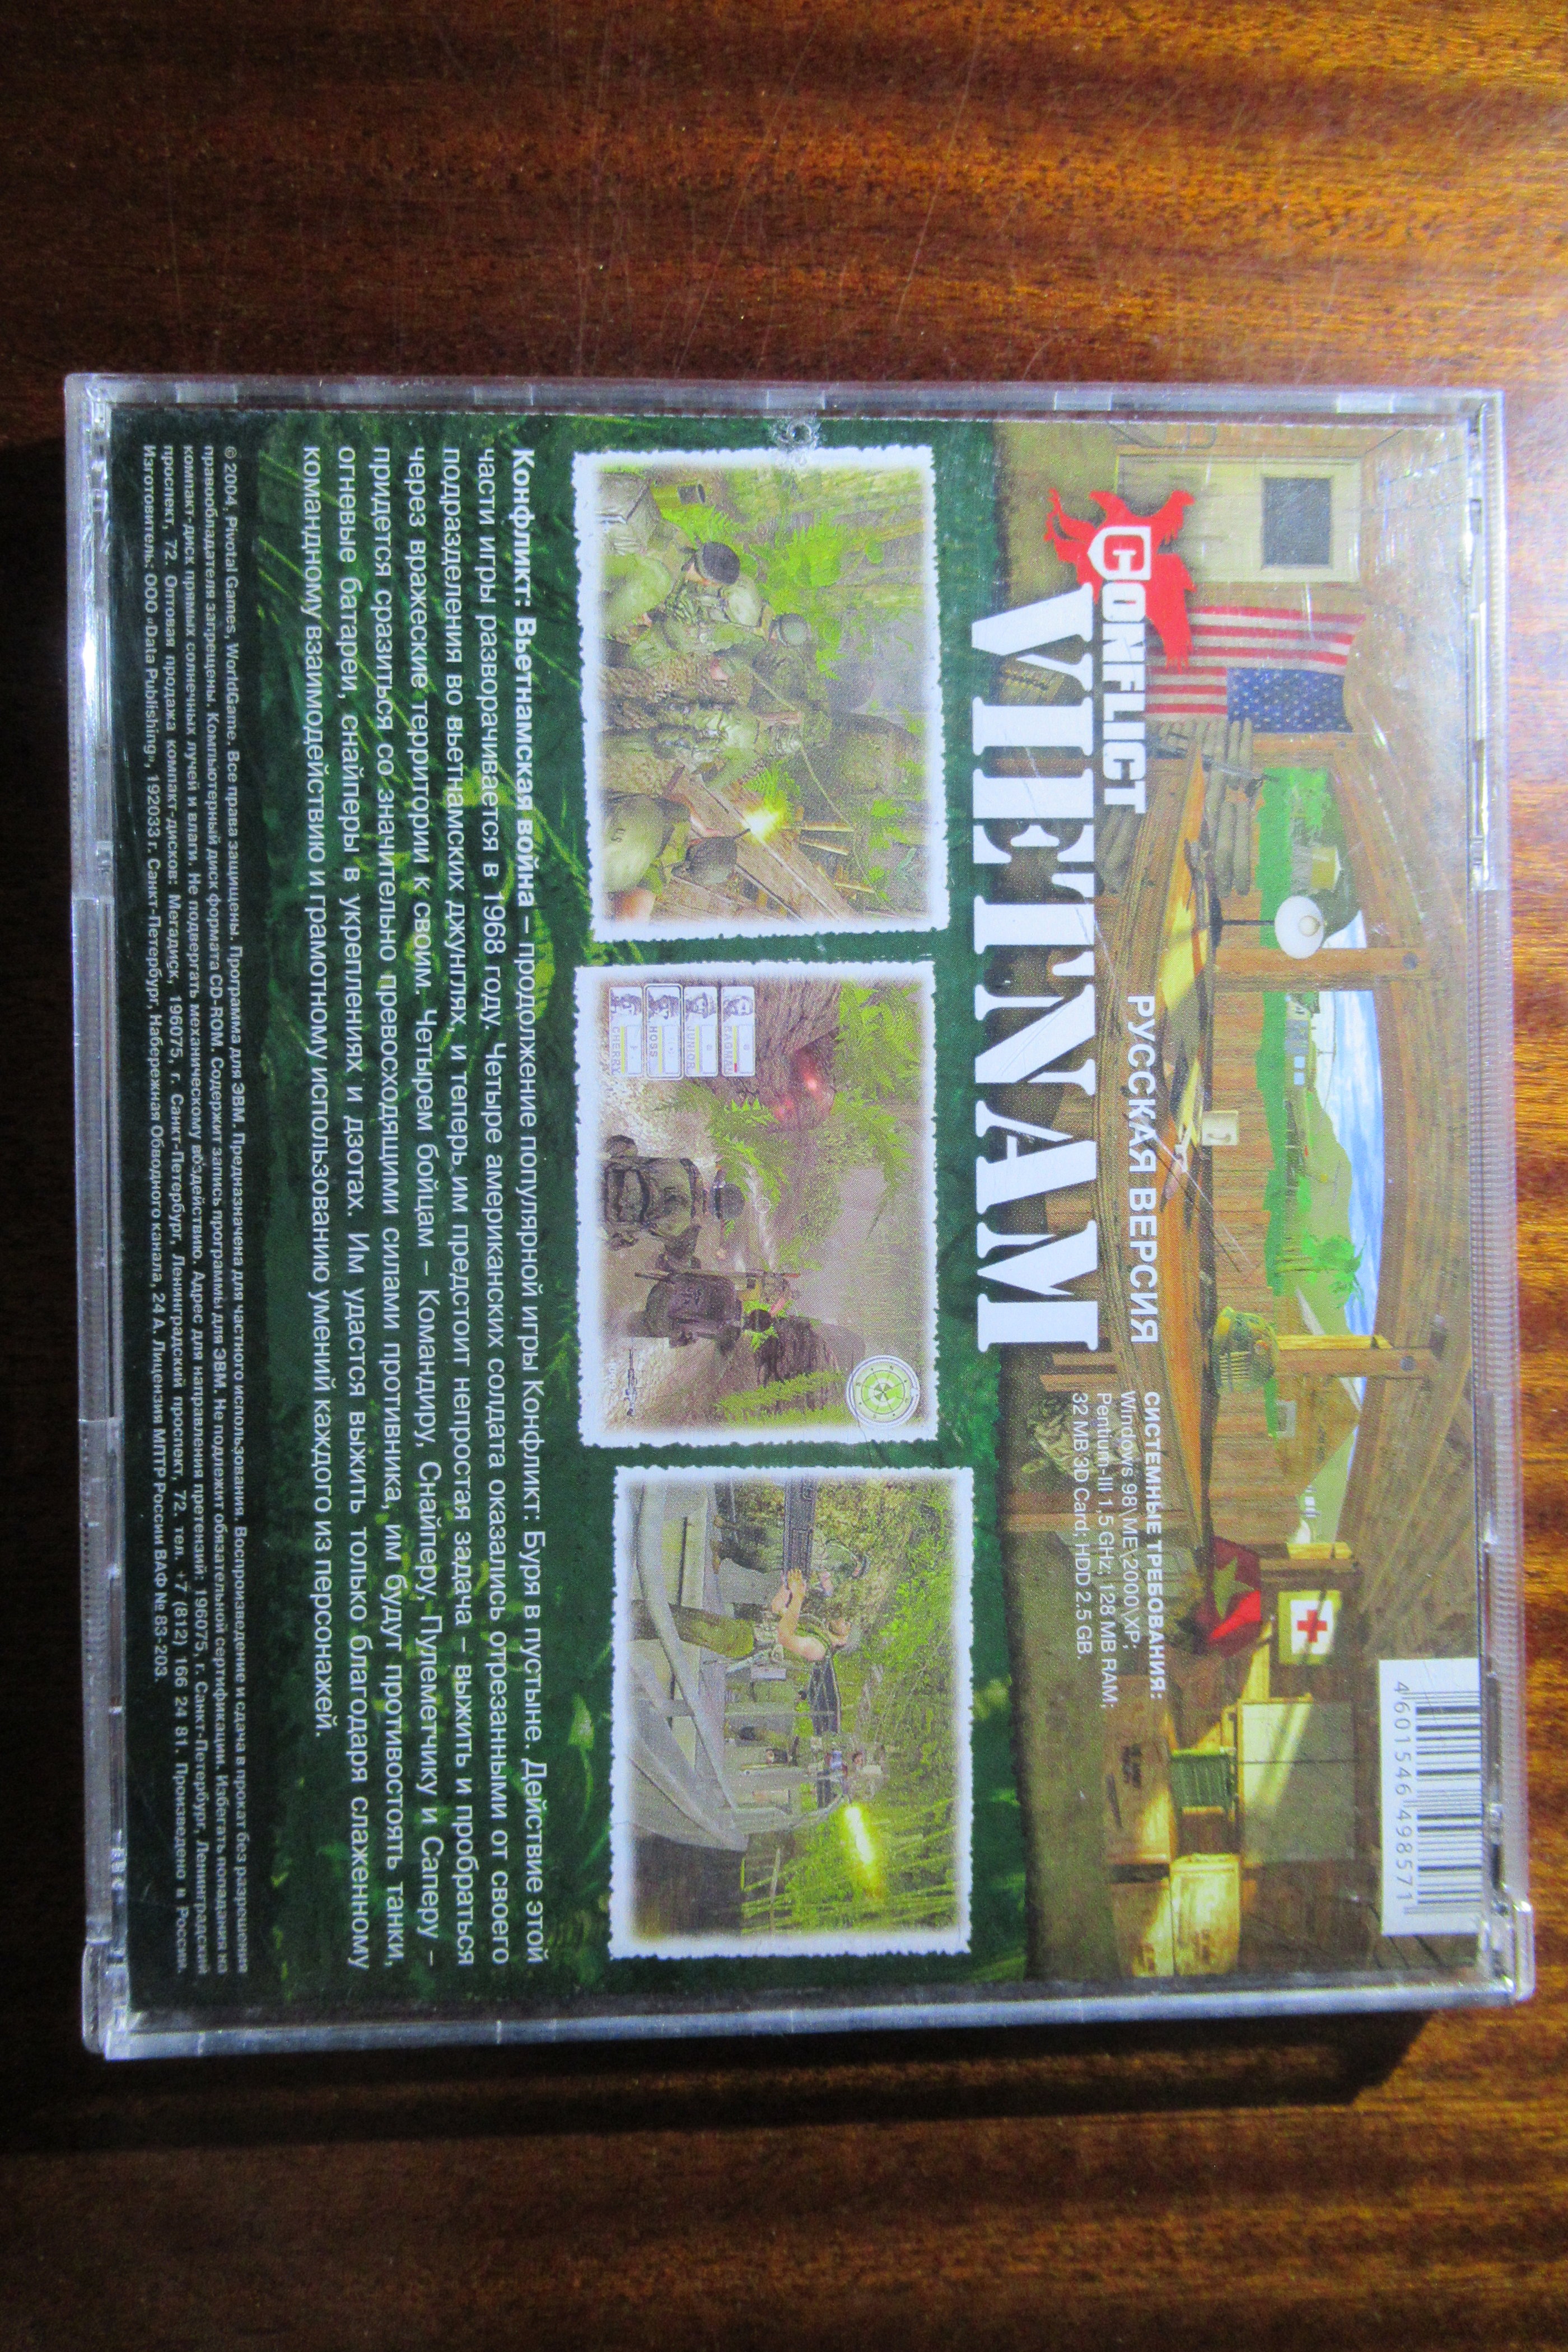 4 601546 498571
CONFLICT
VIETNAM
РУССКАЯ ВЕРСИЯ
СИСТЕМНЫЕ ТРЕБОВАНИЯ:
Windows 98\ME\2000\XP;
Pentium-III 1,5 GHz; 128 MB RAM;
32 MB 3D Card; HDD 2.5 GB.
RAGMAN
JUNIOR
HOSS
CHERRY
Конфликт: Вьетнамская война – продолжение популярной игры Конфликт: Буря в пустыне. Действие этой
части игры разворачивается в 1968 году. Четыре американских солдата оказались отрезанными от своего
подразделения во вьетнамских джунглях, и теперь им предстоит непростая задача – выжить и пробраться
через вражеские территории к своим. Четырем бойцам – Командиру, Снайперу, Пулеметчику и Саперу –
придется сразиться со значительно превосходящими силами противника, им будут противостоять танки,
огневые батареи, снайперы в укреплениях и дзотах. Им удастся выжить только благодаря слаженному
командному взаимодействию и грамотному использованию умений каждого из персонажей.
© 2004, Pivotal Games, WorldGame. Все права защищены. Программа для ЭВМ. Предназначена для частного использования. Воспроизведение и сдача в прокат без разрешения
правообладателя запрещены. Компьютерный диск формата CD-ROM. Содержит запись программы для ЭВМ. Не подлежит обязательной сертификации. Избегать попадания на
компакт-диск прямых солнечных лучей и влаги. Не подвергать механическому воздействию. Адрес для направления претензий: 196075, г. Санкт-Петербург, Ленинградский
проспект, 72. Оптовая продажа компакт-дисков: Мегадиск, 196075, г. Санкт-Петербург, Ленинградский проспект, 72. тел. +7 (812) 166 24 81. Произведено в России.
Изготовитель: ООО «Data Publishing», 192033 г. Санкт-Петербург, Набережная Обводного канала, 24 А. Лицензия МПТР России ВАФ № 83-203.